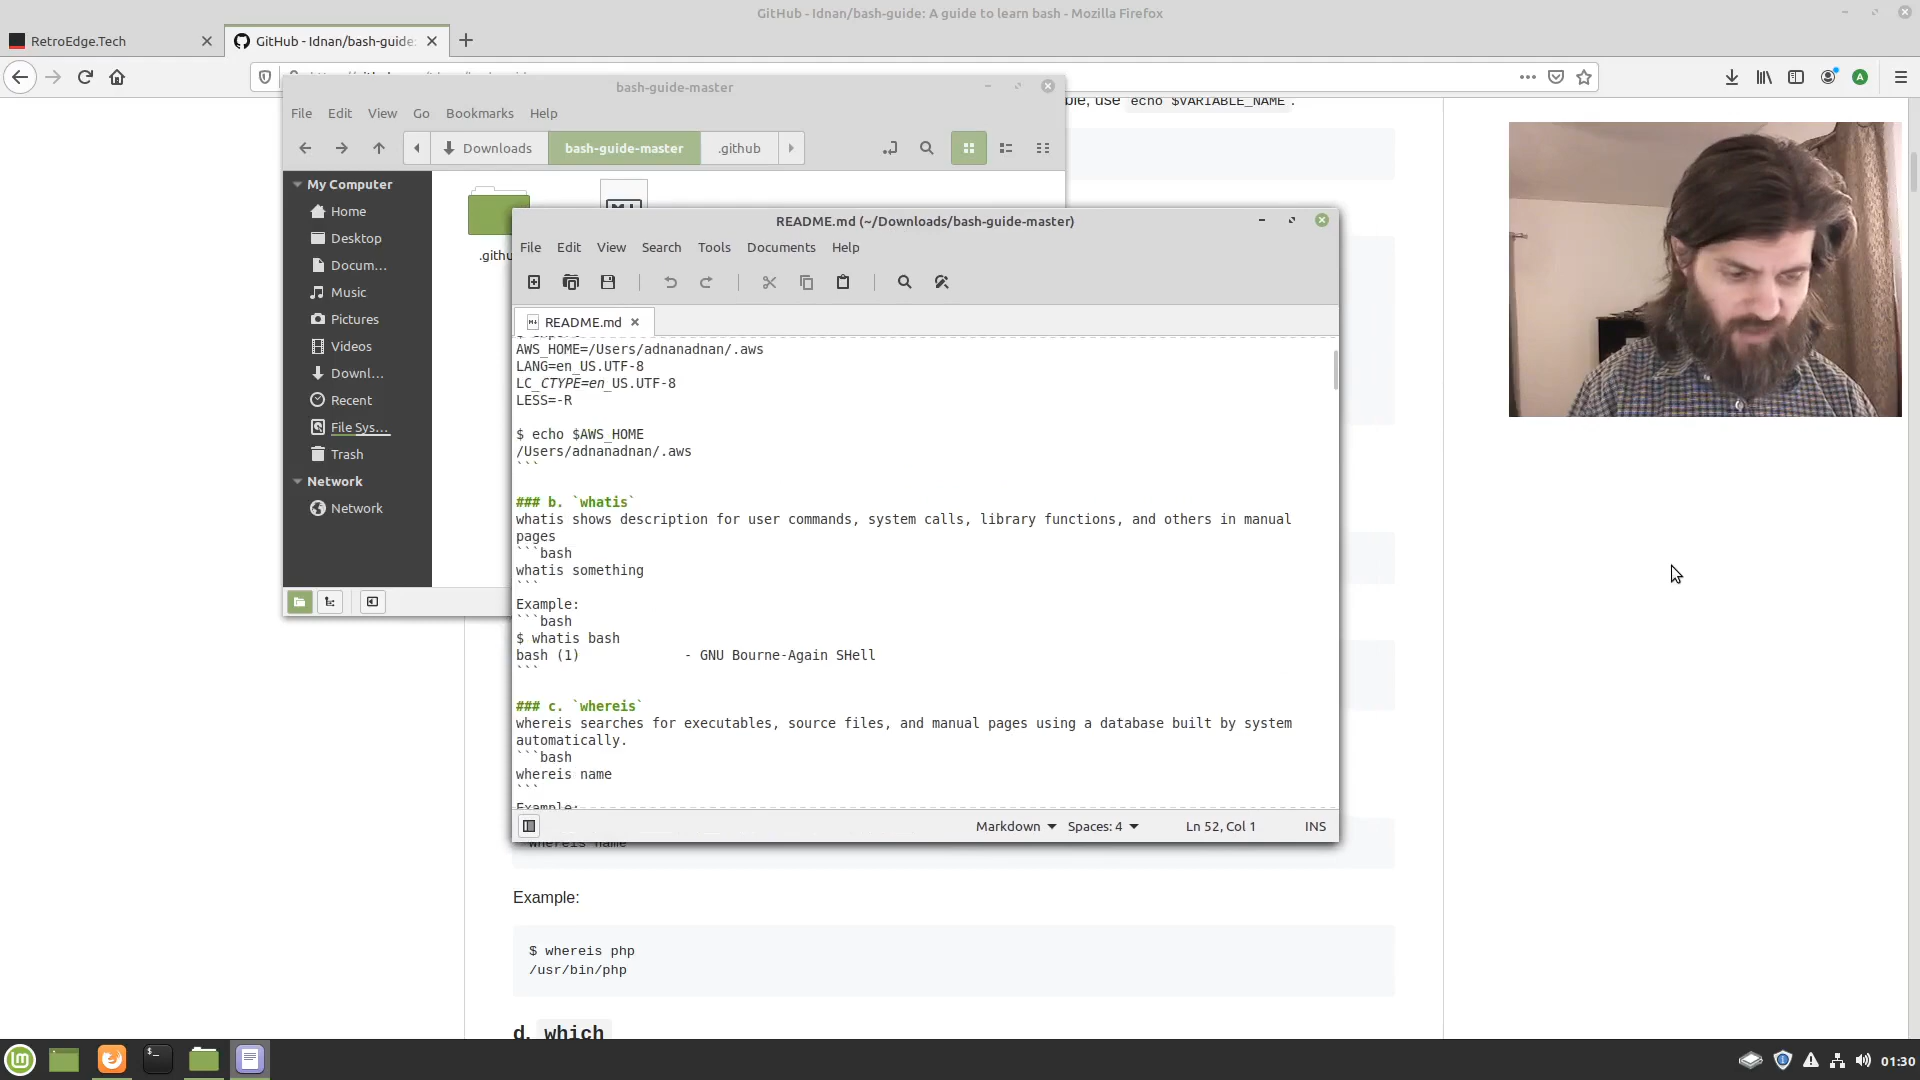 GitHub - Idnan/bash-guide: A guide to learn bash - Mozilla Firefox
RetroEdge.Tech
GitHub - Idnan/bash-guide:
ble, use echo $VARIABLE_NAME .
bash-guide-master
File Edit View Go Bookmarks Help
Downloads bash-guide-master .github
My Computer
Home
Desktop
Docum...
Music
Pictures
Videos
Downl...
Recent
File Sys...
Trash
Network
Network
.githu
README.md (~/Downloads/bash-guide-master)
File Edit View Search Tools Documents Help
README.md
AWS_HOME=/Users/adnanadnan/.aws
LANG=en_US.UTF-8
LC_CTYPE=en_US.UTF-8
LESS=-R
$ echo $AWS_HOME
/Users/adnanadnan/.aws
```
### b. `whatis`
whatis shows description for user commands, system calls, library functions, and others in manual
pages
```bash
whatis something
```
Example:
```bash
$ whatis bash
bash (1)             - GNU Bourne-Again SHell
```
### c. `whereis`
whereis searches for executables, source files, and manual pages using a database built by system
automatically.
```bash
whereis name
```
Example:
Markdown Spaces: 4 Ln 52, Col 1 INS
whereis name
Example:
$ whereis php
/usr/bin/php
d. which
A
01:30